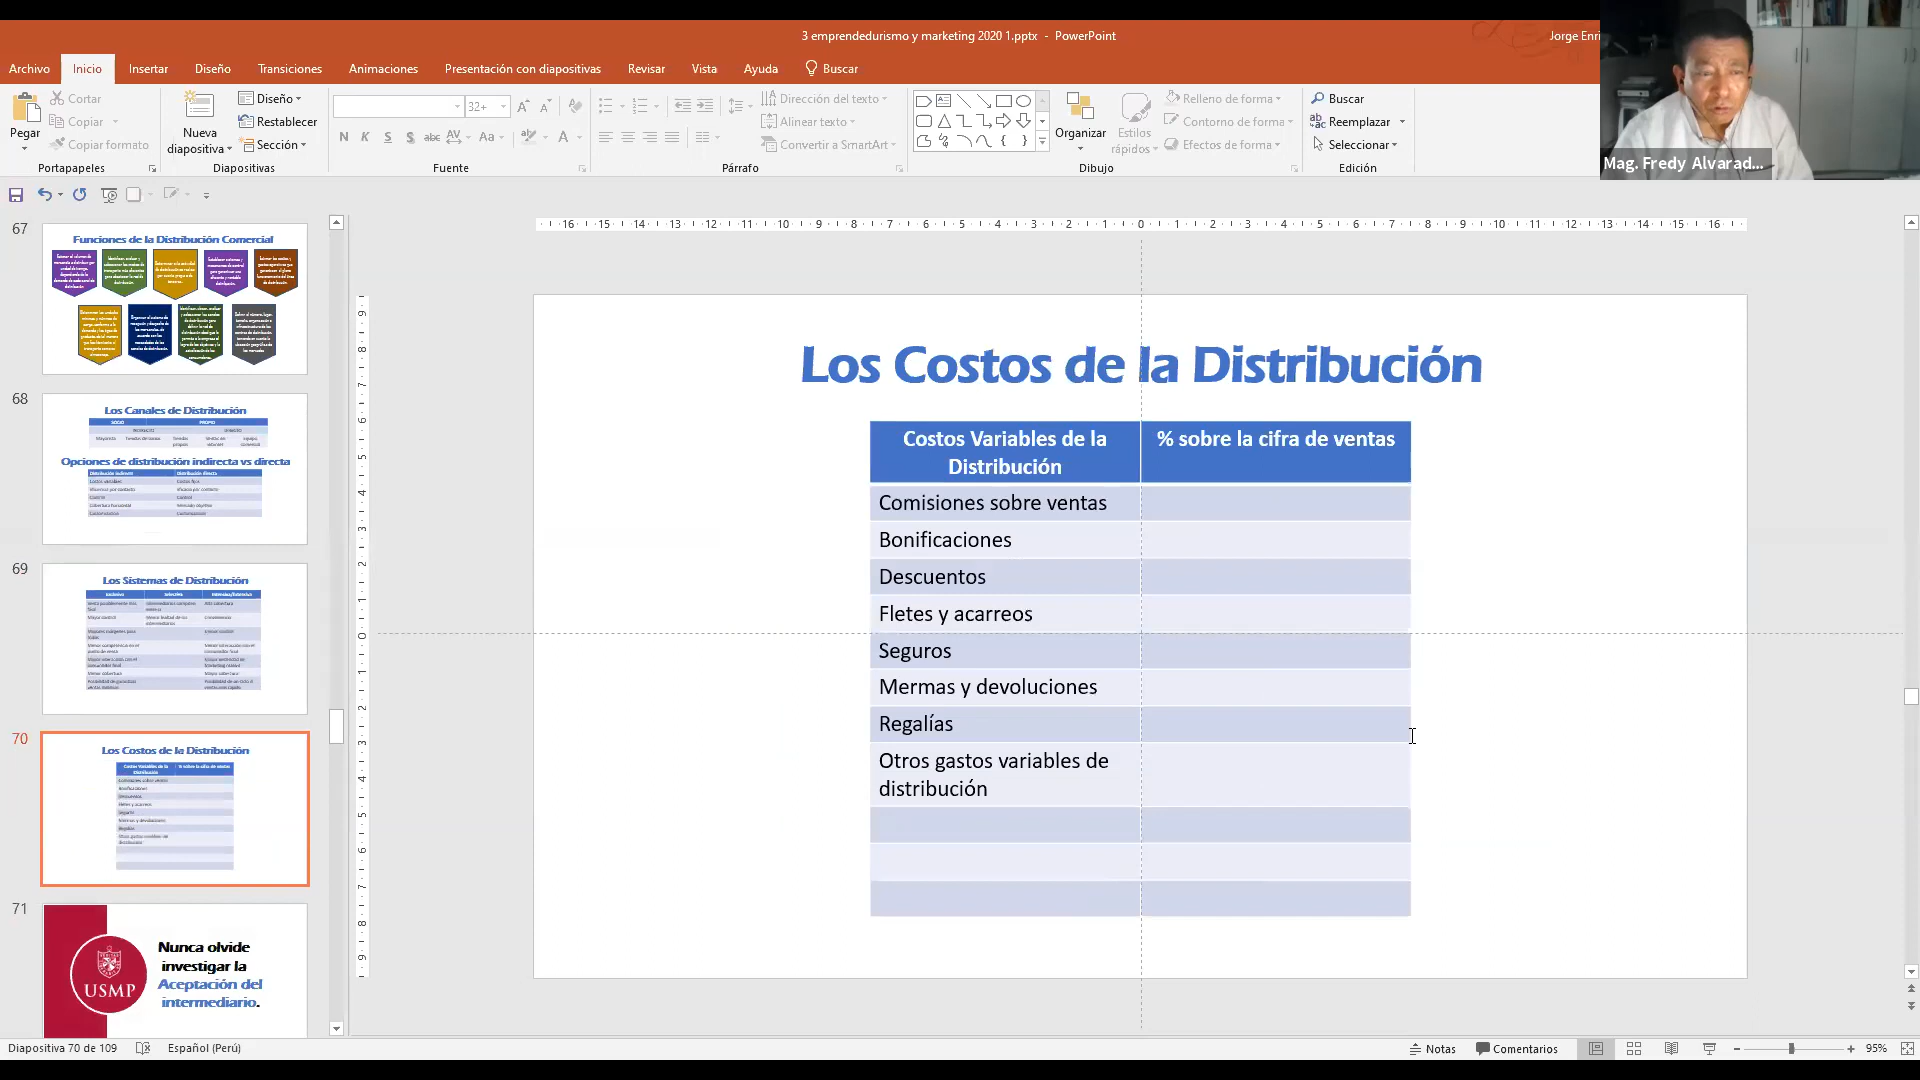 3 emprendedurismo y marketing 2020 1.pptx - PowerPoint
Jorge Enri
Archivo
Inicio
Insertar
Diseño
Transiciones
Animaciones
Presentación con diapositivas
Revisar
Vista
Ayuda
Buscar
Pegar
Cortar
Copiar
Copiar formato
Portapapeles
Nueva
diapositiva
Diseño
Restablecer
Sección
Diapositivas
32+
N K S abc AV Aa A
Fuente
Dirección del texto
Alinear texto
Convertir a SmartArt
Párrafo
Organizar
Estilos
rápidos
Relleno de forma
Contorno de forma
Efectos de forma
Dibujo
Buscar
Reemplazar
Seleccionar
Edición
Mag. Fredy Alvarad...
67
Funciones de la Distribución Comercial
68
Los Canales de Distribución
Opciones de distribución indirecta vs directa
69
Los Sistemas de Distribución
70
Los Costos de la Distribución
71
Nunca olvide
investigar la
Aceptación del
intermediario.
USMP
Los Costos de la Distribución
Costos Variables de la
Distribución
% sobre la cifra de ventas
Comisiones sobre ventas
Bonificaciones
Descuentos
Fletes y acarreos
Seguros
Mermas y devoluciones
Regalías
Otros gastos variables de
distribución
Diapositiva 70 de 109
Español (Perú)
Notas
Comentarios
95%